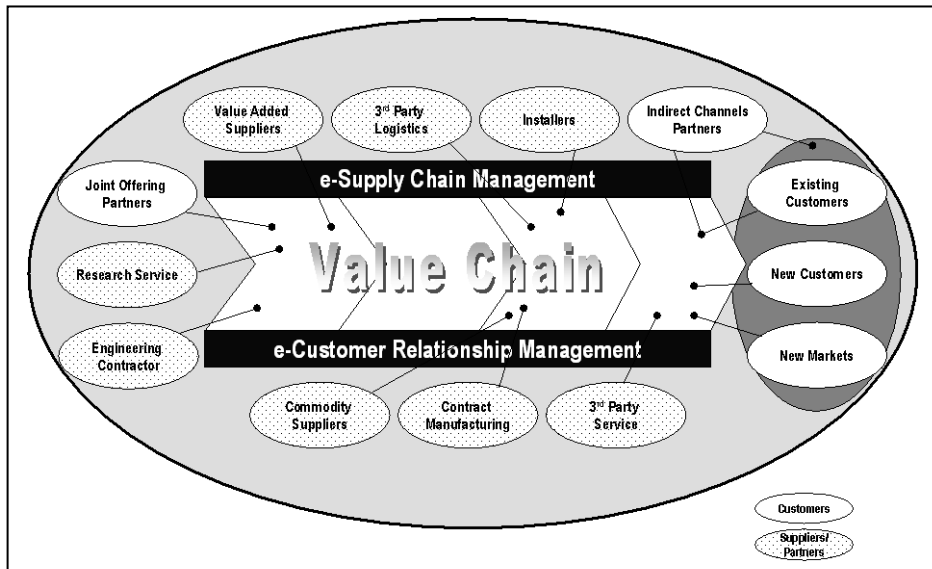 Value Added
Suppliers
3rd Party
Logistics
Installers
Indirect Channels
Partners
e-Supply Chain Management
Joint Offering
Partners
Existing
Customers
Value Chain
Research Service
New Customers
Engineering
Contractor
e-Customer Relationship Management
New Markets
Commodity
Suppliers
Contract
Manufacturing
3rd Party
Service
Customers
Suppliers/
Partners